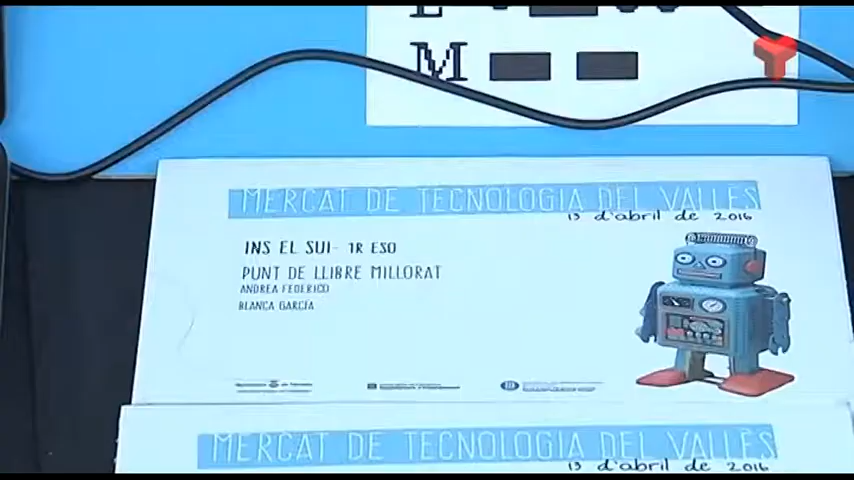 M
MERCAT DE TECNOLOGIA DEL VALLÈS
13 d'abril de 2016
INS EL SUI- 1R ESO
PUNT DE LLIBRE MILLORAT
ANDREA FEDERICO
BLANCA GARCÍA
MERCAT DE TECNOLOGIA DEL VALLÈS
13 d'abril de 2016